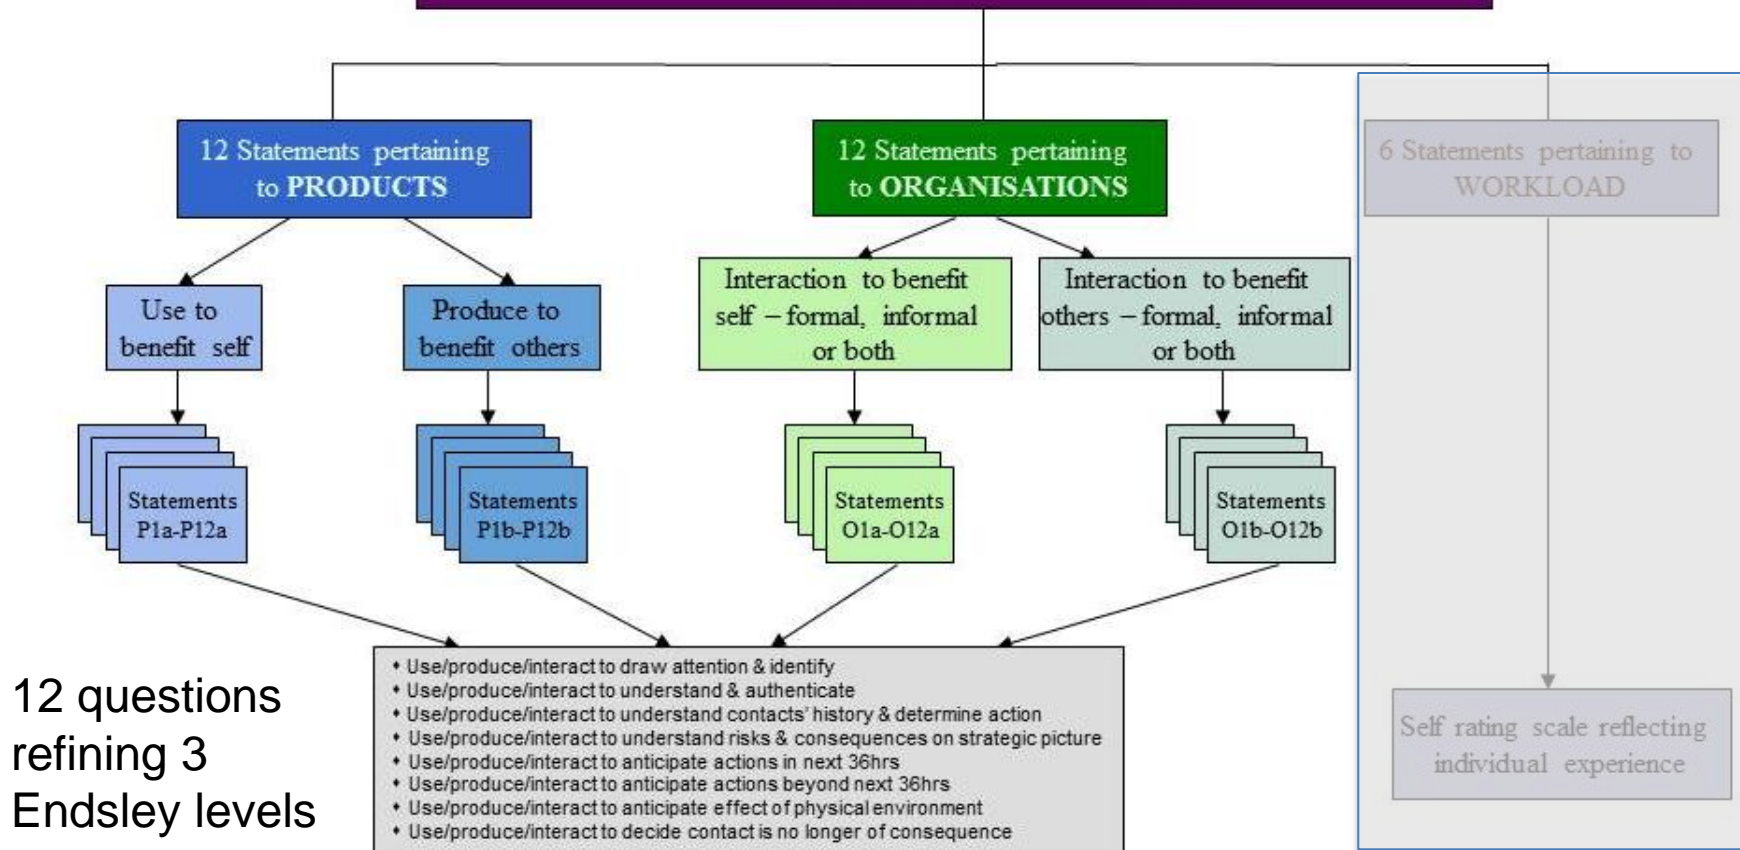 12 Statements pertaining
to PRODUCTS
12 Statements pertaining
to ORGANISATIONS
6 Statements pertaining to
WORKLOAD
Use to
benefit self
Produce to
benefit others
Interaction to benefit
self – formal, informal
or both
Interaction to benefit
others – formal, informal
or both
Statements
P1a-P12a
Statements
P1b-P12b
Statements
O1a-O12a
Statements
O1b-O12b
12 questions
refining 3
Endsley levels
• Use/produce/interact to draw attention & identify
• Use/produce/interact to understand & authenticate
• Use/produce/interact to understand contacts' history & determine action
• Use/produce/interact to understand risks & consequences on strategic picture
• Use/produce/interact to anticipate actions in next 36hrs
• Use/produce/interact to anticipate actions beyond next 36hrs
• Use/produce/interact to anticipate effect of physical environment
• Use/produce/interact to decide contact is no longer of consequence
Self rating scale reflecting
individual experience